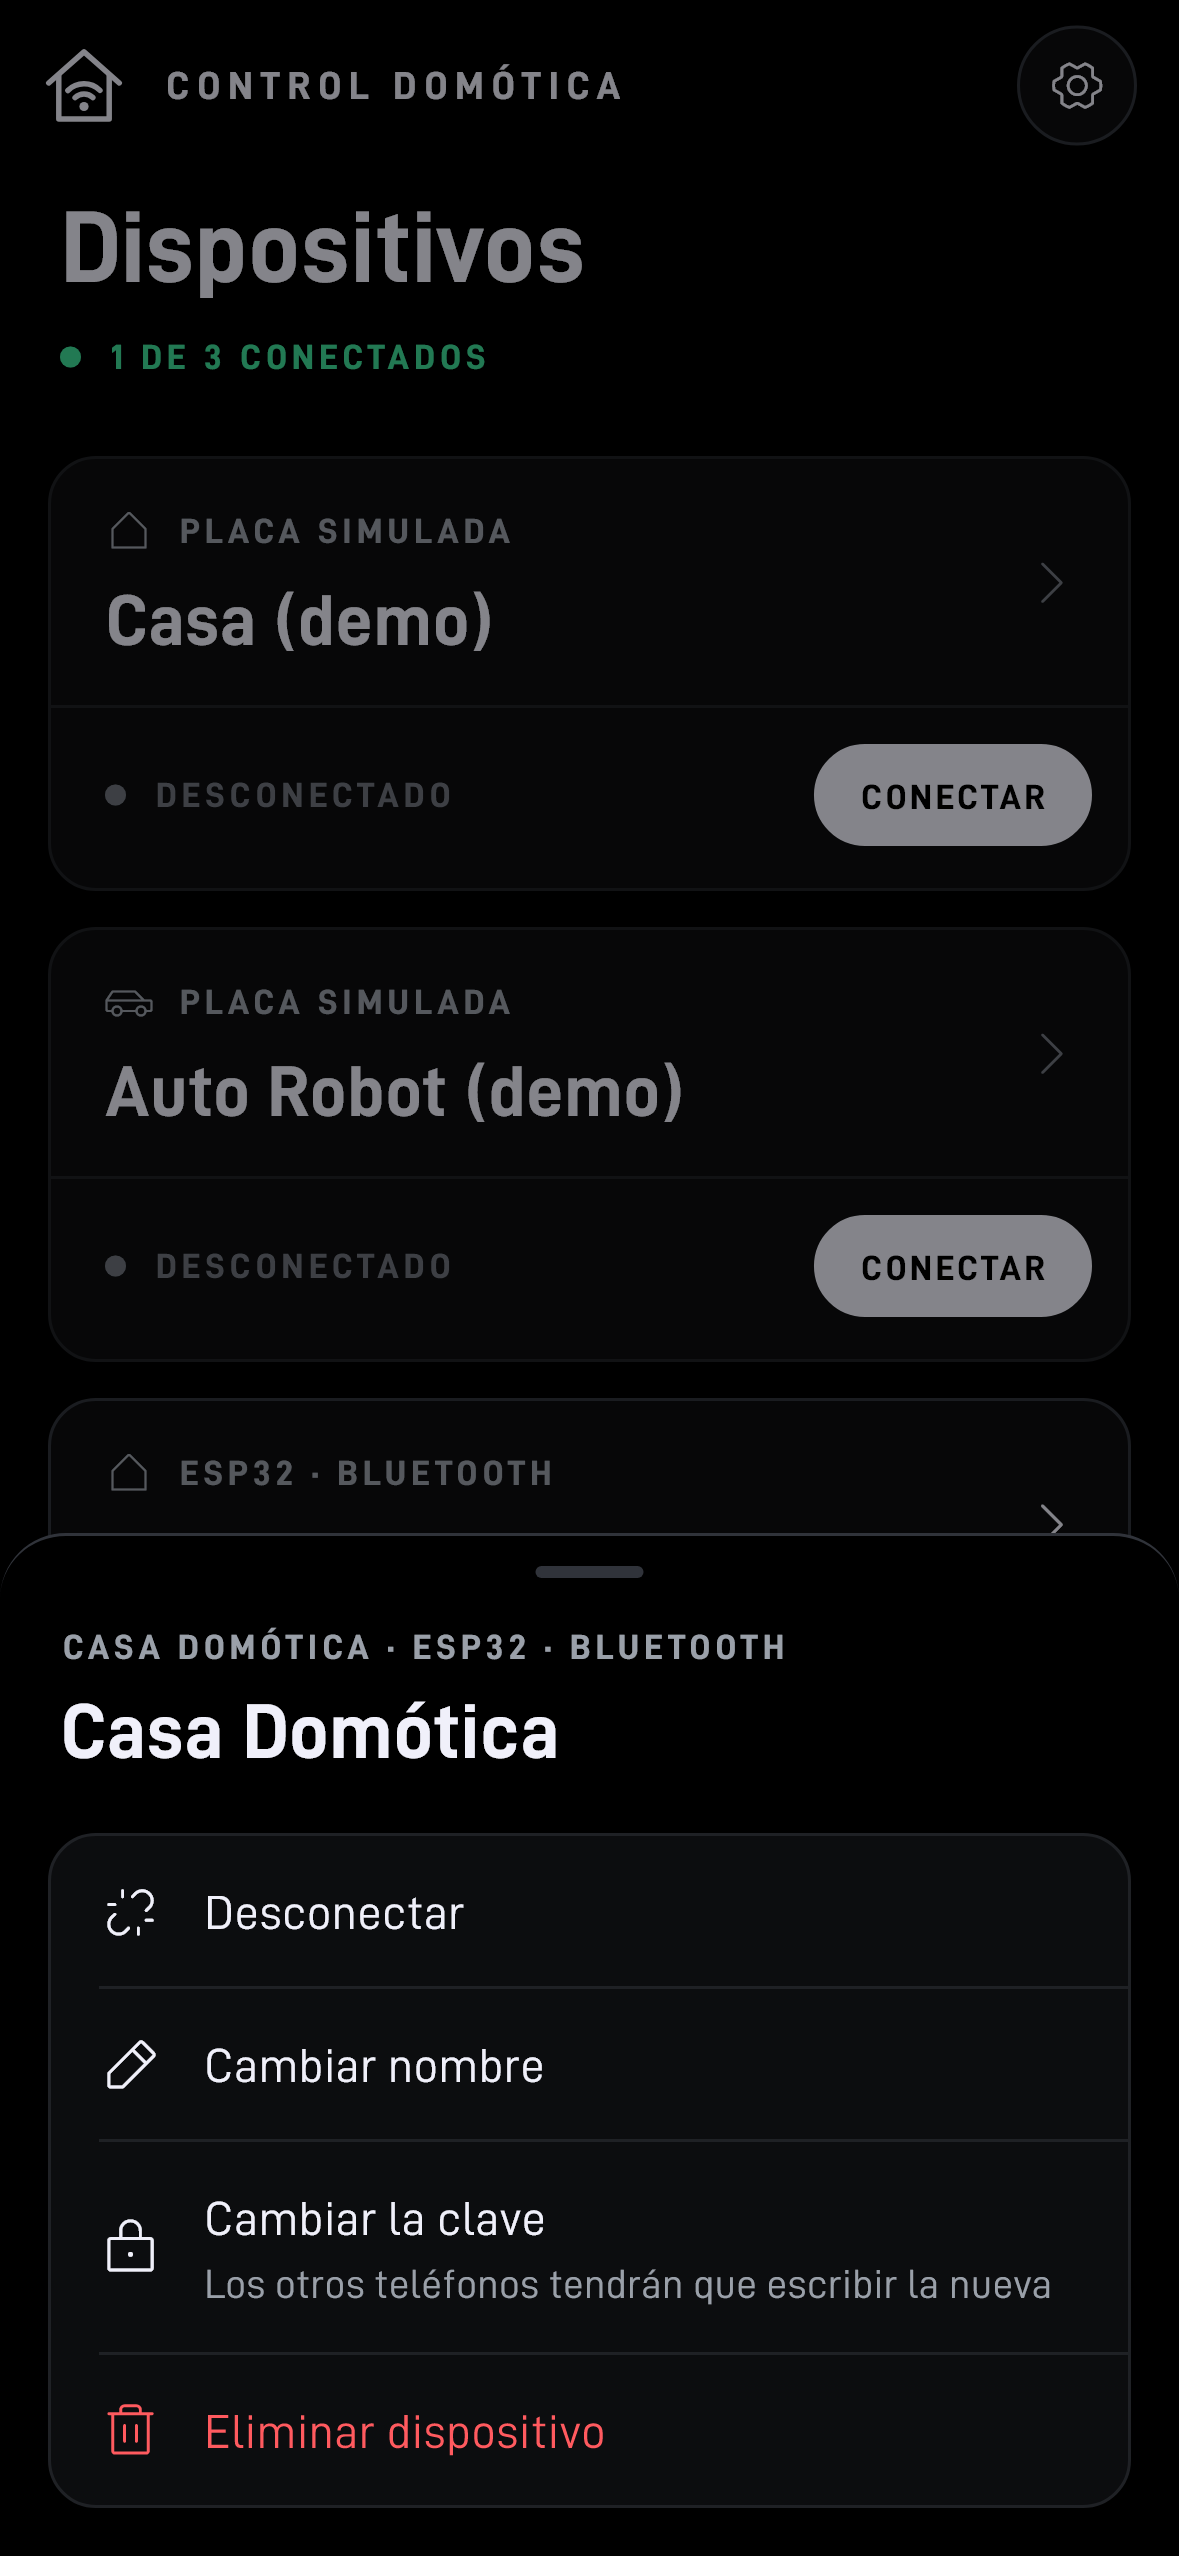 CONTROL DOMÓTICA
Dispositivos
1 DE 3 CONECTADOS
PLACA SIMULADA
Casa (demo)
DESCONECTADO
CONECTAR
PLACA SIMULADA
Auto Robot (demo)
DESCONECTADO
CONECTAR
ESP32 · BLUETOOTH
CASA DOMÓTICA · ESP32 · BLUETOOTH
Casa Domótica
Desconectar
Cambiar nombre
Cambiar la clave
Los otros teléfonos tendrán que escribir la nueva
Eliminar dispositivo